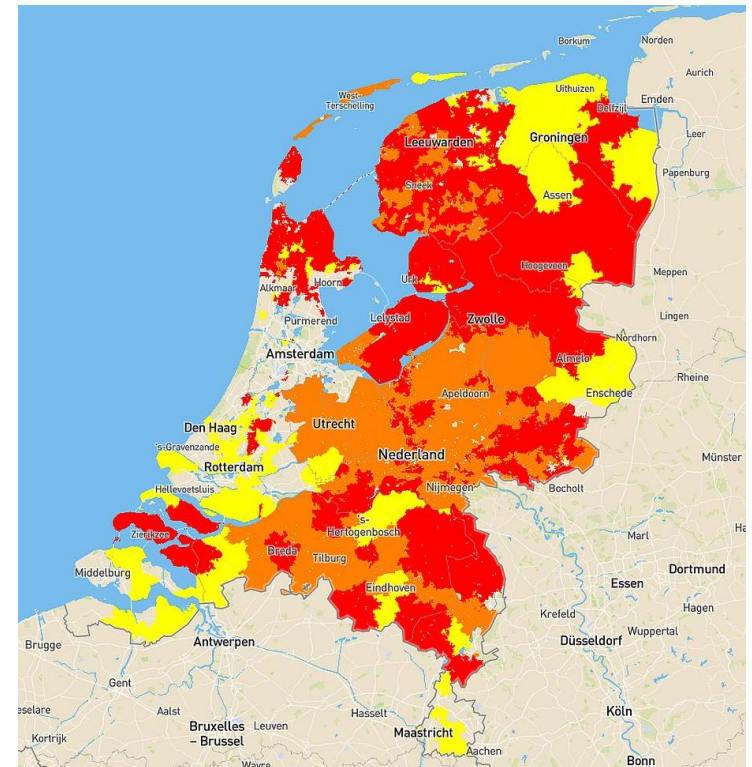 Borkum
Norden
Aurich
West-
Terschelling
Uithuizen
Delfzijl
Emden
Leer
Leeuwarden
Groningen
Papenburg
Sneek
Assen
Hoogeveen
Meppen
Urk
Alkmaar
Hoorn
Lelystad
Zwolle
Lingen
Purmerend
Nordhorn
Amsterdam
Almelo
Rheine
Apeldoorn
Enschede
Den Haag
Utrecht
's-Gravenzande
Nederland
Münster
Rotterdam
Hellevoetsluis
Nijmegen
Bocholt
's-
Hertogenbosch
Zierikzee
Marl
Ha
Breda
Tilburg
Middelburg
Eindhoven
Essen
Dortmund
Hagen
Krefeld
Wuppertal
Antwerpen
Düsseldorf
Brugge
Gent
Hasselt
Köln
eselare
Aalst
Bruxelles
– Brussel
Leuven
Maastricht
Kortrijk
Aachen
Wavre
Bonn